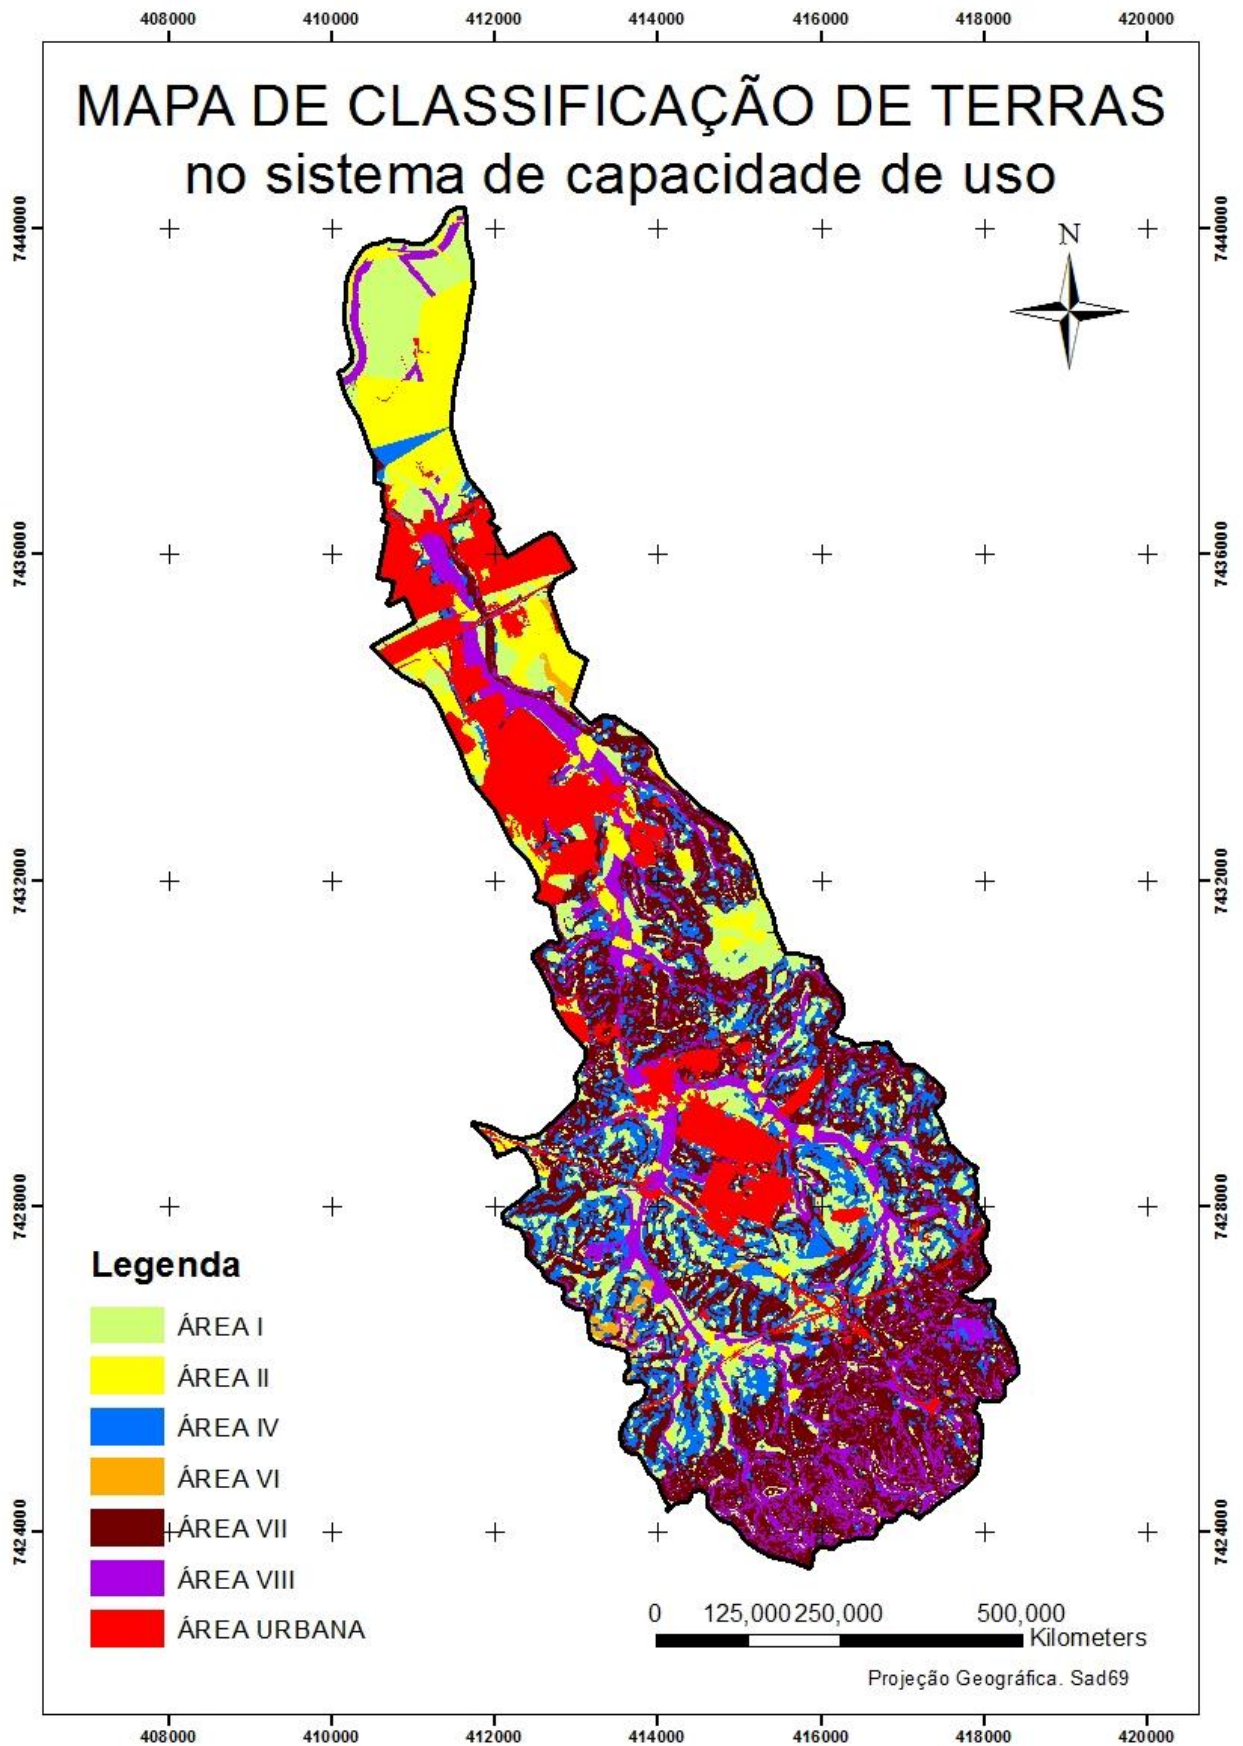 408000 410000 412000 414000 416000 418000 420000
MAPA DE CLASSIFICAÇÃO DE TERRAS
no sistema de capacidade de uso
7440000 7440000
N
7436000 7436000
7432000 7432000
7428000 7428000
Legenda
ÁREA I
ÁREA II
ÁREA IV
ÁREA VI
ÁREA VII
7424000 7424000
ÁREA VIII
ÁREA URBANA
0 125,000 250,000 500,000
Kilometers
Projeção Geográfica. Sad69
408000 410000 412000 414000 416000 418000 420000